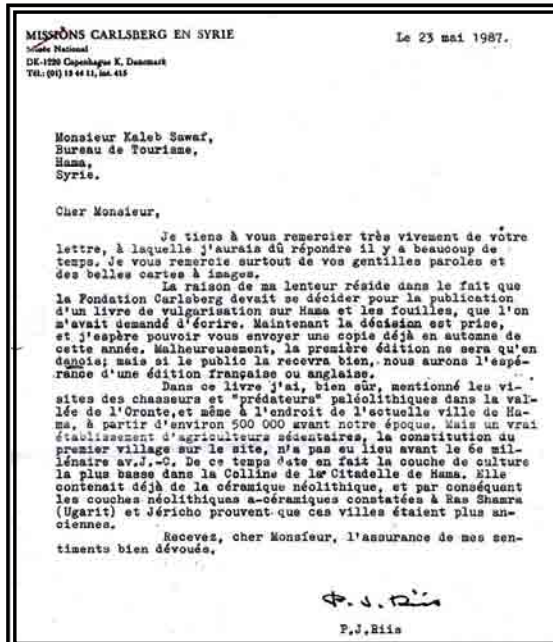 MISSIONS CARLSBERG EN SYRIE
Musée National
DK-1220 Copenhague K, Danemark
Tél.: (01) 13 44 11, int. 415
Le 23 mai 1987.
Monsieur Kaleb Sawaf,
Bureau de Tourisme,
Hama,
Syrie.
Cher Monsieur,
Je tiens à vous remercier très vivement de vôtre
lettre, à laquelle j'aurais dû répondre il y a beaucoup de
temps. Je vous remercie surtout de vos gentilles paroles et
des belles cartes à images.
La raison de ma lenteur réside dans le fait que
la Fondation Carlsberg devait se décider pour la publication
d'un livre de vulgarisation sur Hama et les fouilles, que l'on
m'avait demandé d'écrire. Maintenant la décision est prise,
et j'espère pouvoir vous envoyer une copie déjà en automne de
cette année. Malheureusement, la première édition ne sera qu'en
danois; mais si le public la recevra bien, nous aurons l'espé-
rance d'une édition française ou anglaise.
Dans ce livre j'ai, bien sûr, mentionné les vi-
sites des chasseurs et "prédateurs" paléolithiques dans la val-
lée de l'Oronte, et même à l'endroit de l'actuelle ville de Ha-
ma, à partir d'environ 500 000 avant notre époque. Mais un vrai
établissement d'agriculteurs sédentaires, la constitution du
premier village sur le site, n'a pas eu lieu avant le 6e mil-
lénaire av.J.-C. De ce temps date en fait la couche de culture
la plus basse dans la Colline de la Citadelle de Hama. Elle
contenait déjà de la céramique néolithique, et par conséquent
les couches néolithiques a-céramiques constatées à Ras Shamra
(Ugarit) et Jéricho prouvent que ces villes étaient plus an-
ciennes.
Recevez, cher Monsieur, l'assurance de mes sen-
timents bien dévoués.
P. J. Riis
P.J.Riis